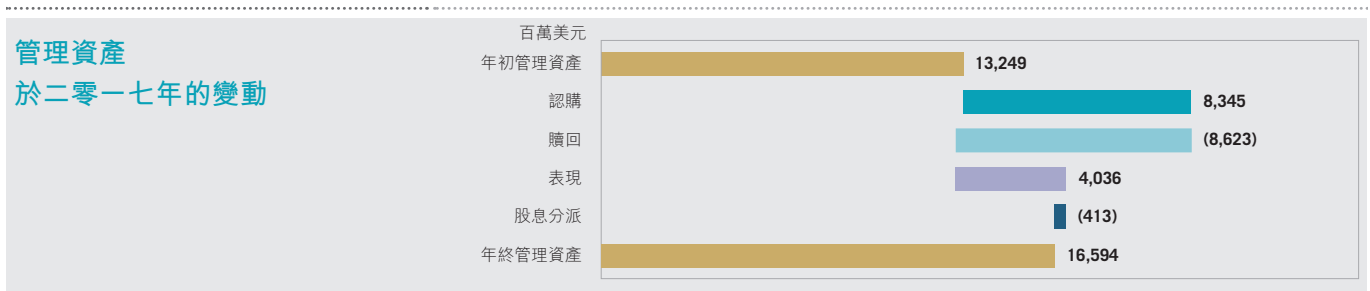 管理資產
於二零一七年的變動
百萬美元
年初管理資產 13,249
認購 8,345
贖回 (8,623)
表現 4,036
股息分派 (413)
年終管理資產 16,594